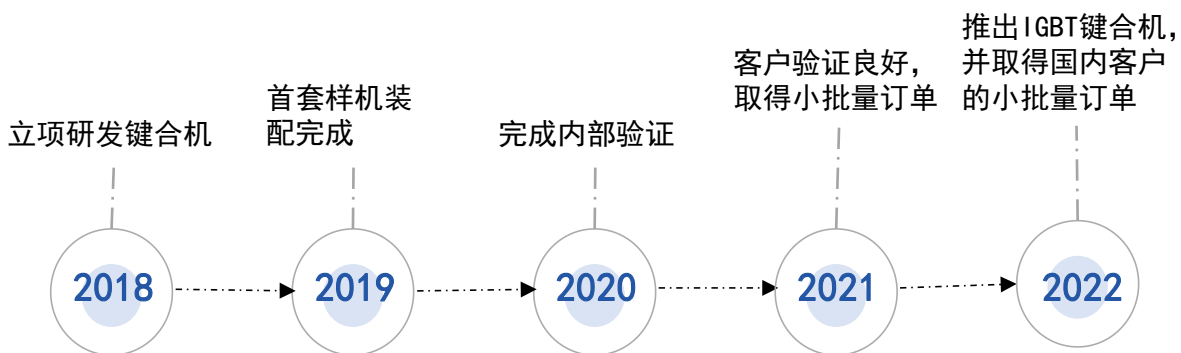 立项研发键合机
首套样机装
配完成
完成内部验证
客户验证良好，
取得小批量订单
推出IGBT键合机，
并取得国内客户
的小批量订单
2018
2019
2020
2021
2022